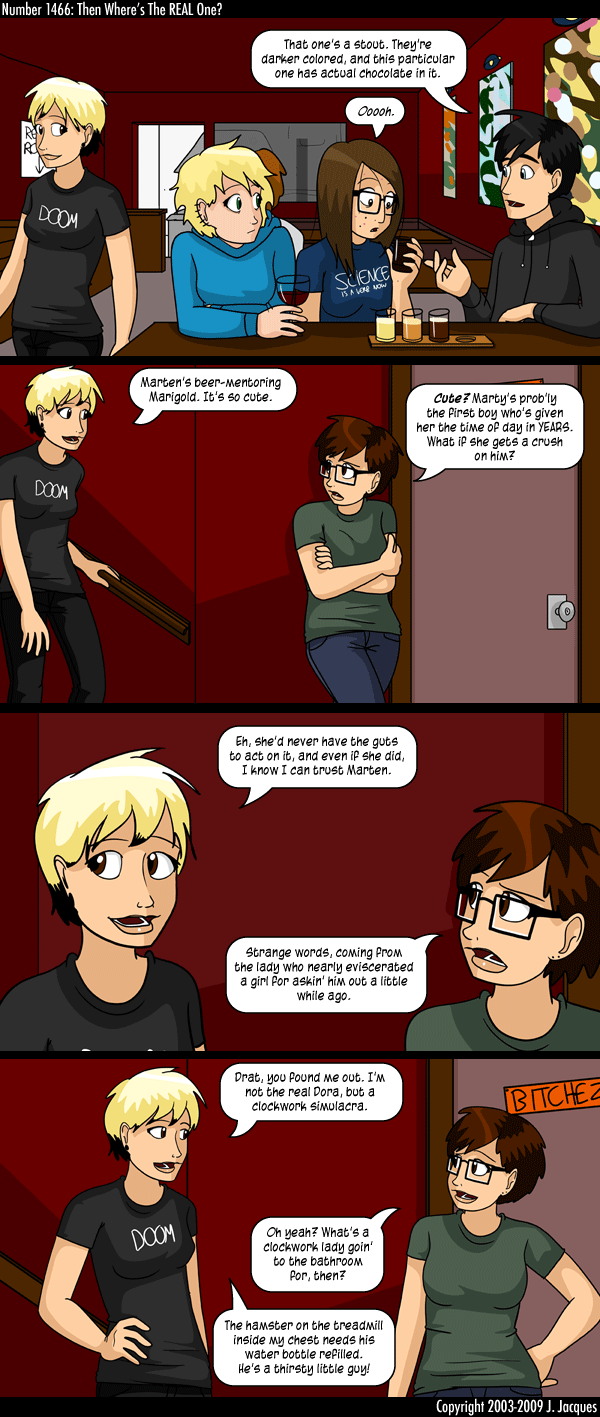 Number 1466: Then Where's The REAL One?
That one's a stout. They're
darker colored, and this particular
one has actual chocolate in it.
Ooooh.
DOOM
SCIENCE
IS A VERB NOW
Marten's beer-mentoring
Marigold. It's so cute.
Cute? Marty's prob'ly
the first boy who's given
her the time of day in YEARS.
What if she gets a crush
on him?
DOOM
Eh, she'd never have the guts
to act on it, and even if she did,
I know I can trust Marten.
Strange words, coming from
the lady who nearly eviscerated
a girl for askin' him out a little
while ago.
Drat, you found me out. I'm
not the real Dora, but a
clockwork simulacra.
BITCHEZ
DOOM
Oh yeah? What's a
clockwork lady goin'
to the bathroom
for, then?
The hamster on the treadmill
inside my chest needs his
water bottle refilled.
He's a thirsty little guy!
Copyright 2003-2009 J. Jacques